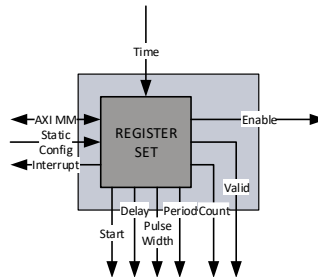 Time
AXI MM
Static
Config
Interrupt
REGISTER
SET
Enable
Valid
Start
Delay
Pulse
Width
Period
Count